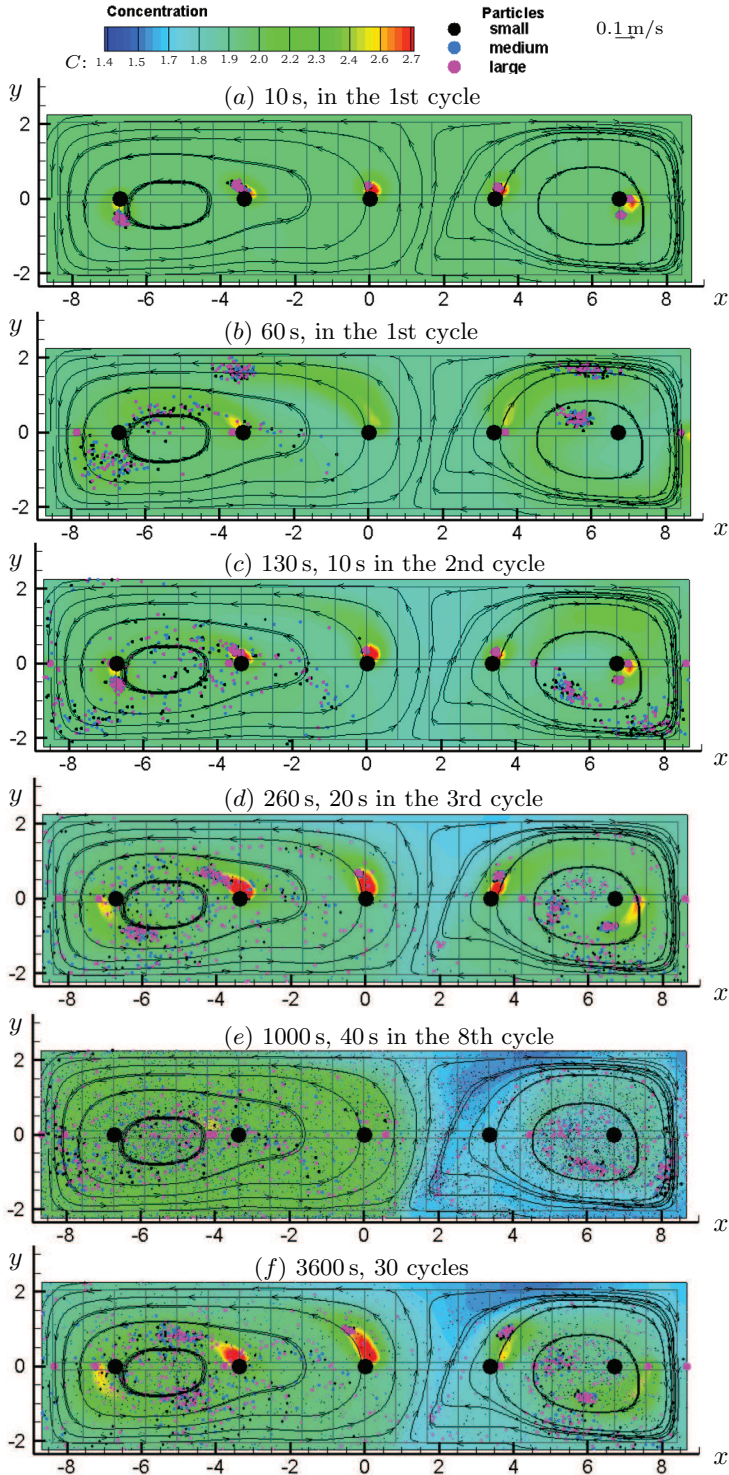 Concentration
C: 1.4 1.5 1.7 1.8 1.9 2.0 2.2 2.3 2.4 2.6 2.7
Particles
small
medium
large
0.1 m/s
(a) 10 s, in the 1st cycle
y
2
0
-2
-8 -6 -4 -2 0 2 4 6 8 x
(b) 60 s, in the 1st cycle
y
2
0
-2
-8 -6 -4 -2 0 2 4 6 8 x
(c) 130 s, 10 s in the 2nd cycle
y
2
0
-2
-8 -6 -4 -2 0 2 4 6 8 x
(d) 260 s, 20 s in the 3rd cycle
y
2
0
-2
-8 -6 -4 -2 0 2 4 6 8 x
(e) 1000 s, 40 s in the 8th cycle
y
2
0
-2
-8 -6 -4 -2 0 2 4 6 8 x
(f) 3600 s, 30 cycles
y
2
0
-2
-8 -6 -4 -2 0 2 4 6 8 x